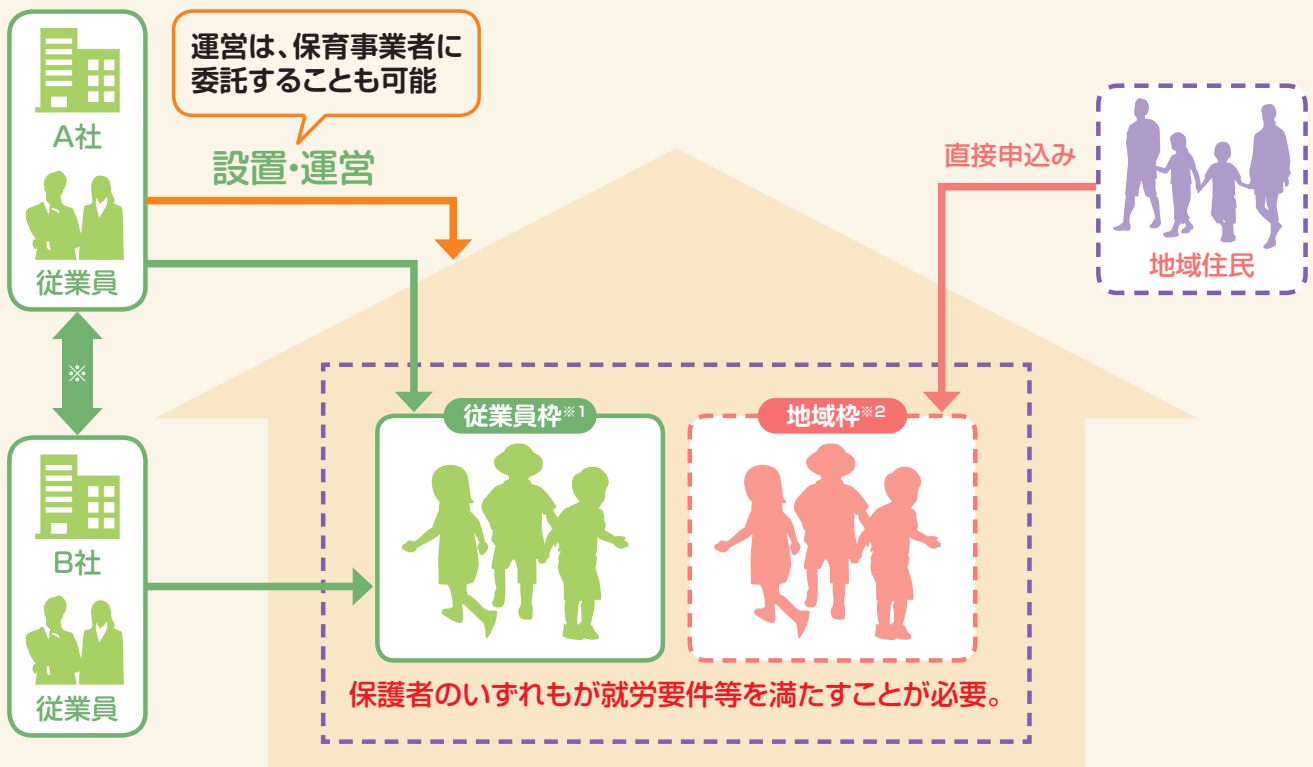 A社
従業員
運営は、保育事業者に
委託することも可能
設置・運営
直接申込み
地域住民
※
B社
従業員
従業員枠※1
地域枠※2
保護者のいずれもが就労要件等を満たすことが必要。